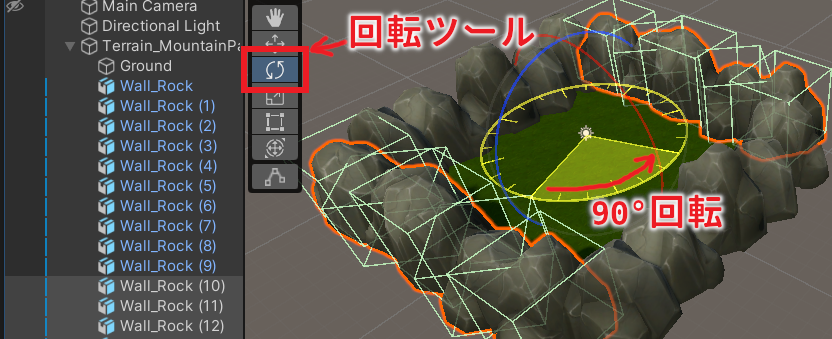 Main Camera
Directional Light
Terrain_MountainPa
Ground
Wall_Rock
Wall_Rock (1)
Wall_Rock (2)
Wall_Rock (3)
Wall_Rock (4)
Wall_Rock (5)
Wall_Rock (6)
Wall_Rock (7)
Wall_Rock (8)
Wall_Rock (9)
Wall_Rock (10)
Wall_Rock (11)
Wall_Rock (12)
回転ツール
90°回転